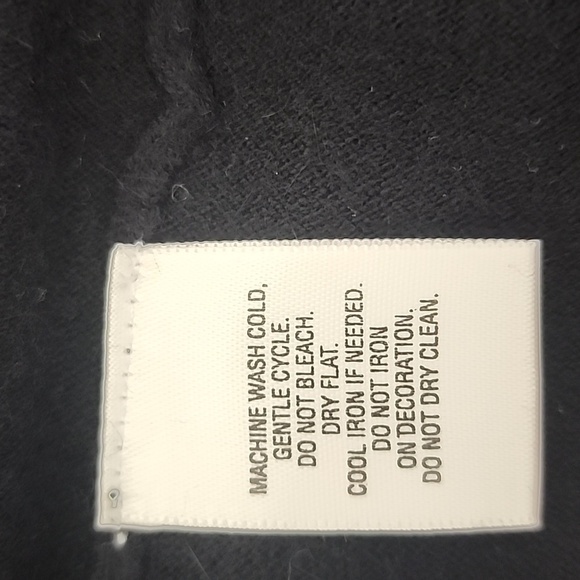 MACHINE WASH COLD,
GENTLE CYCLE.
DO NOT BLEACH.
DRY FLAT.
COOL IRON IF NEEDED.
DO NOT IRON
ON DECORATION.
DO NOT DRY CLEAN.